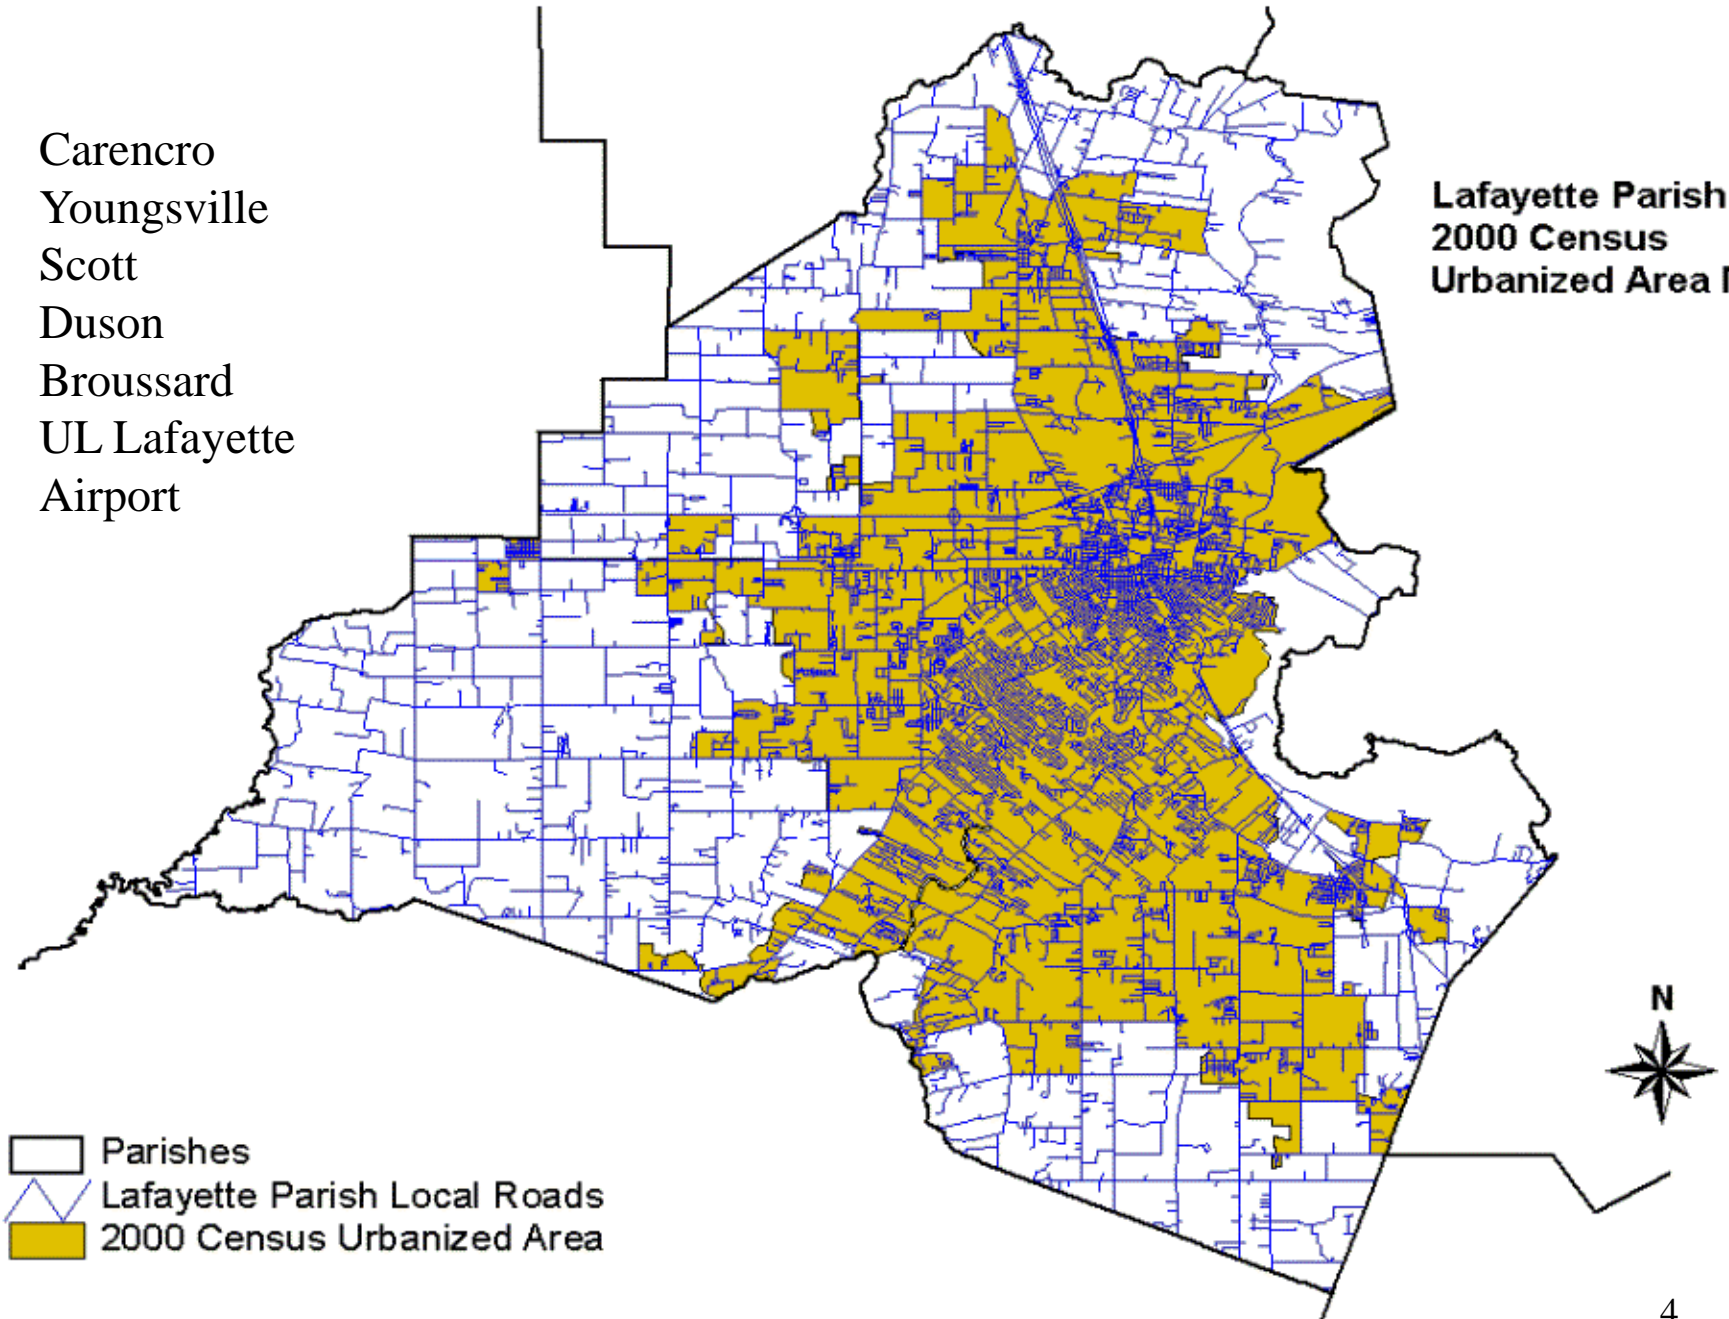 Carencro
Youngsville
Scott
Duson
Broussard
UL Lafayette
Airport
Lafayette Parish
2000 Census
Urbanized Area
N
Parishes
Lafayette Parish Local Roads
2000 Census Urbanized Area
4